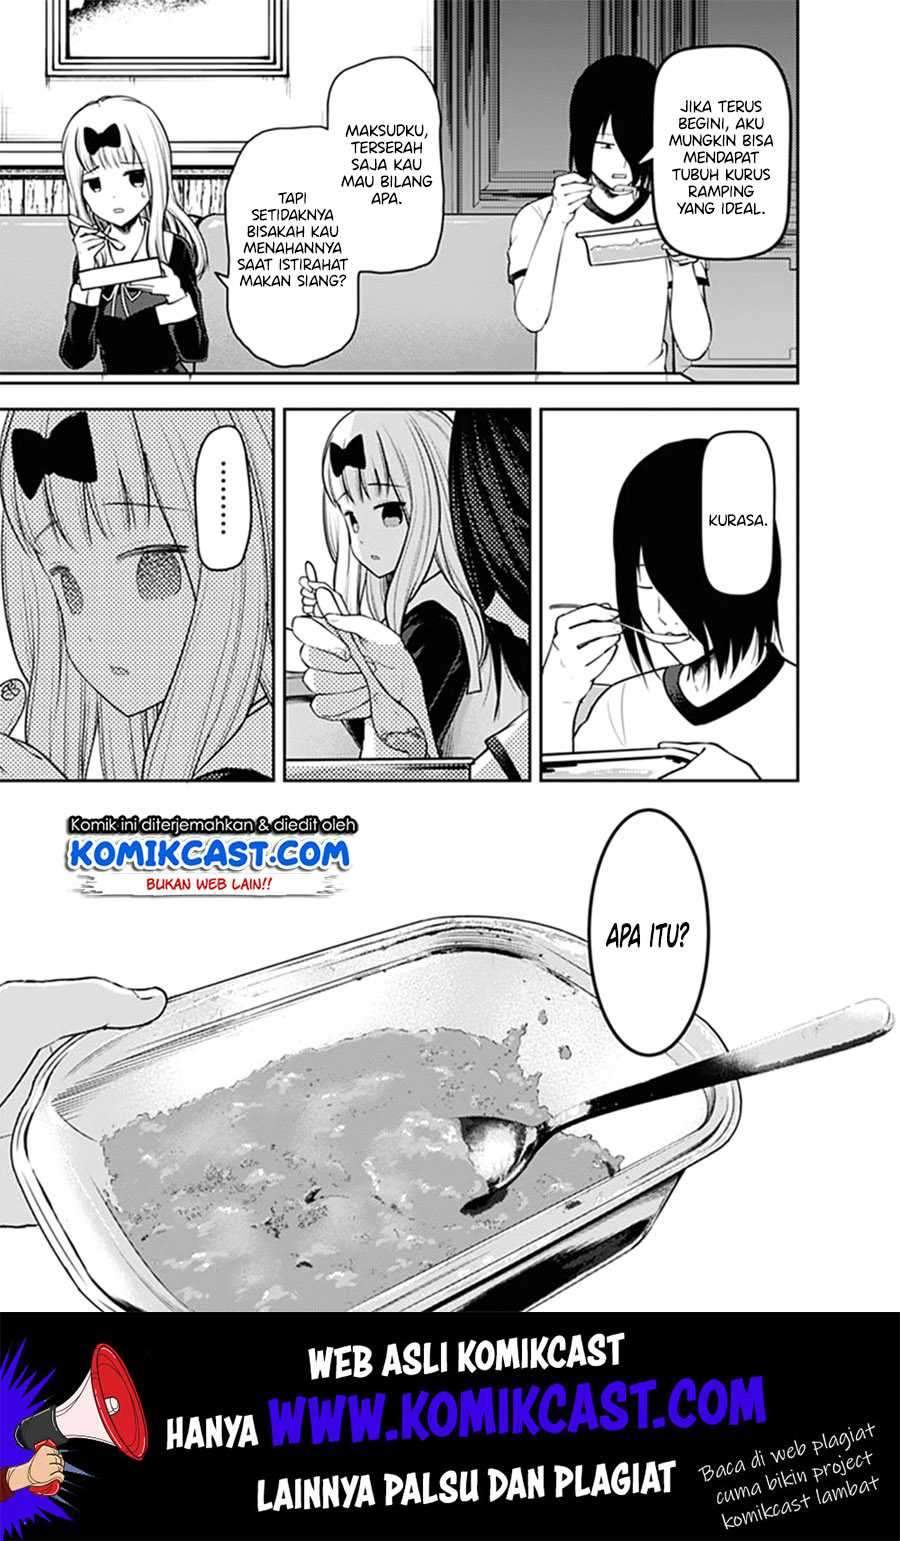 JIKA TERUS
BEGINI, AKU
MUNGKIN BISA
MENDAPAT
TUBUH KURUS
RAMPING
YANG IDEAL.
MAKSUDKU,
TERSERAH
SAJA KAU
MAU BILANG
APA.
TAPI
SETIDAKNYA
BISAKAH KAU
MENAHANNYA
SAAT ISTIRAHAT
MAKAN SIANG?
KURASA.
.........
Komik ini diterjemahkan & diedit oleh
KOMIKCAST.COM
BUKAN WEB LAIN!!
APA ITU?
WEB ASLI KOMIKCAST
HANYA WWW.KOMIKCAST.COM
LAINNYA PALSU DAN PLAGIAT
Baca di web plagiat
cuma bikin project
komikcast lambat